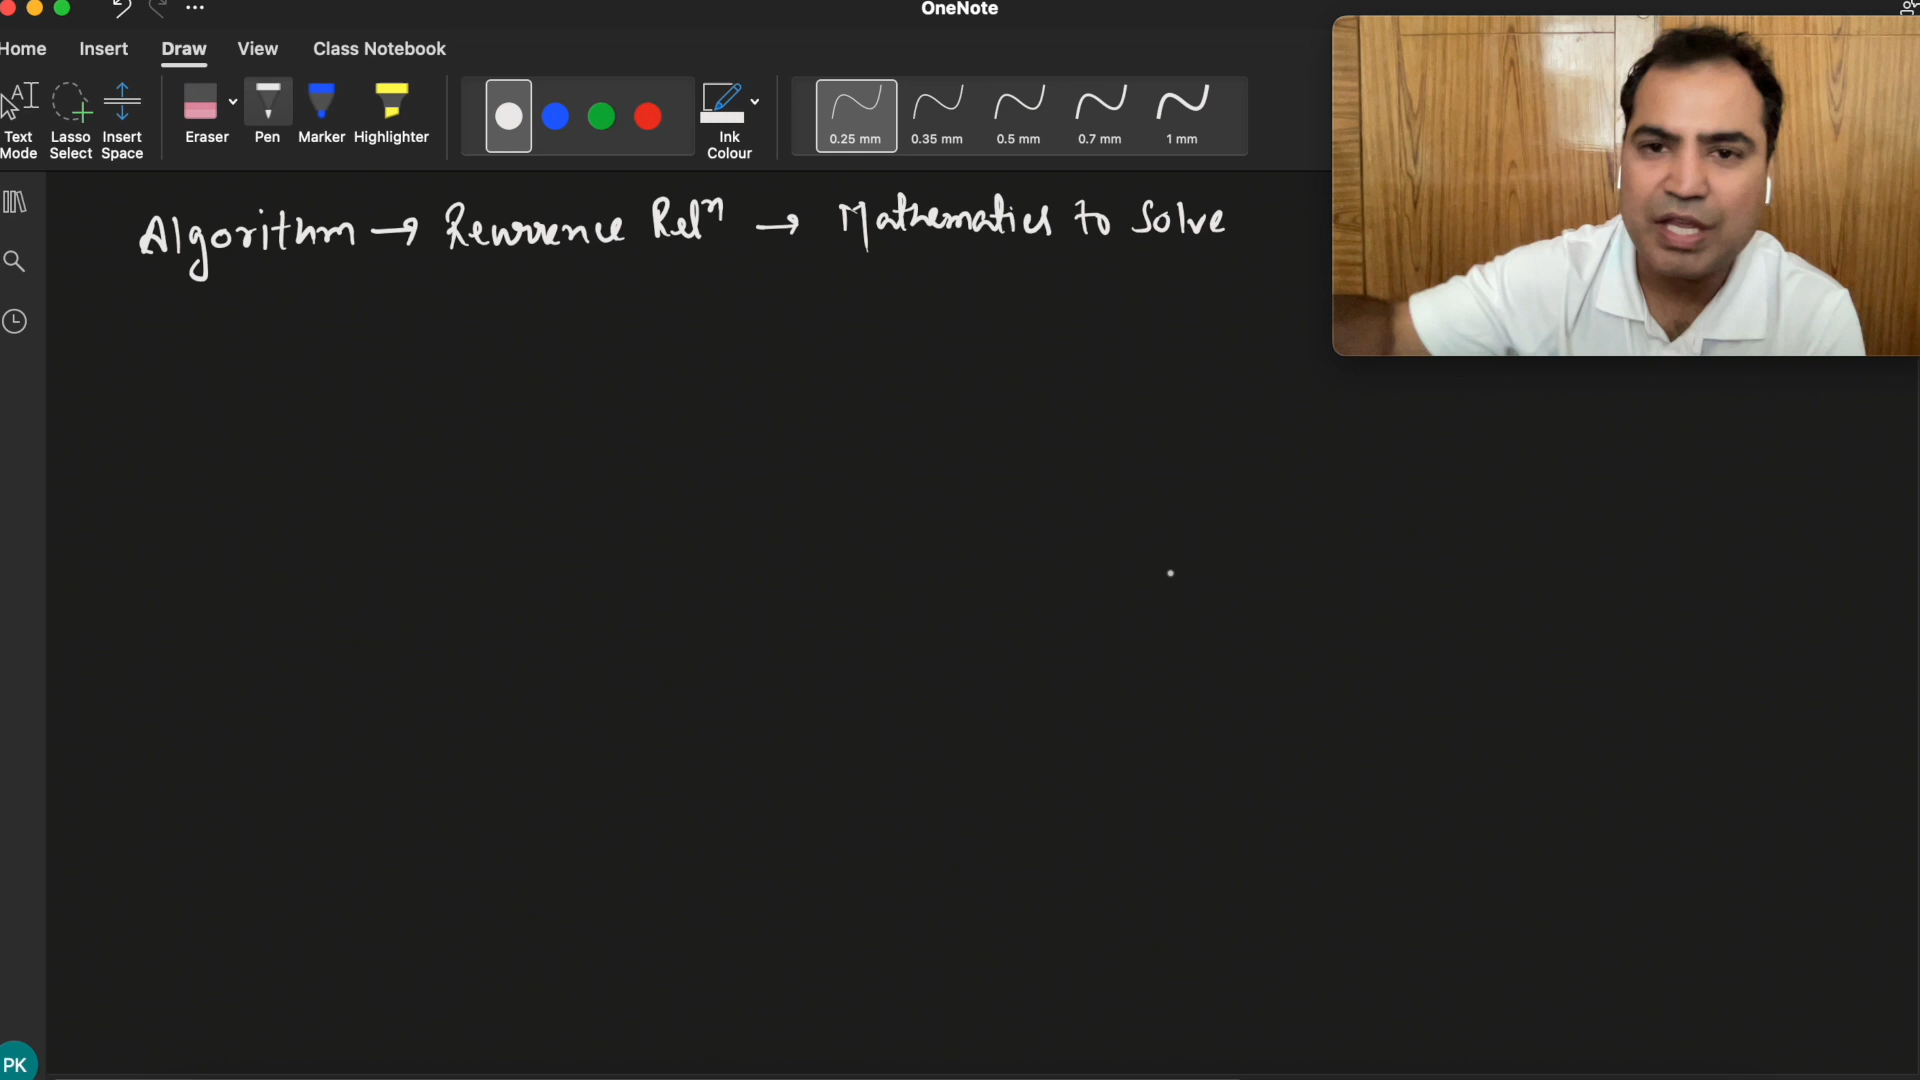 OneNote
Home Insert Draw View Class Notebook
Text Mode Lasso Select Insert Space Eraser Pen Marker Highlighter Ink Colour 0.25 mm 0.35 mm 0.5 mm 0.7 mm 1 mm
Algorithm → Recurrence Relⁿ → Mathematics to Solve
PK